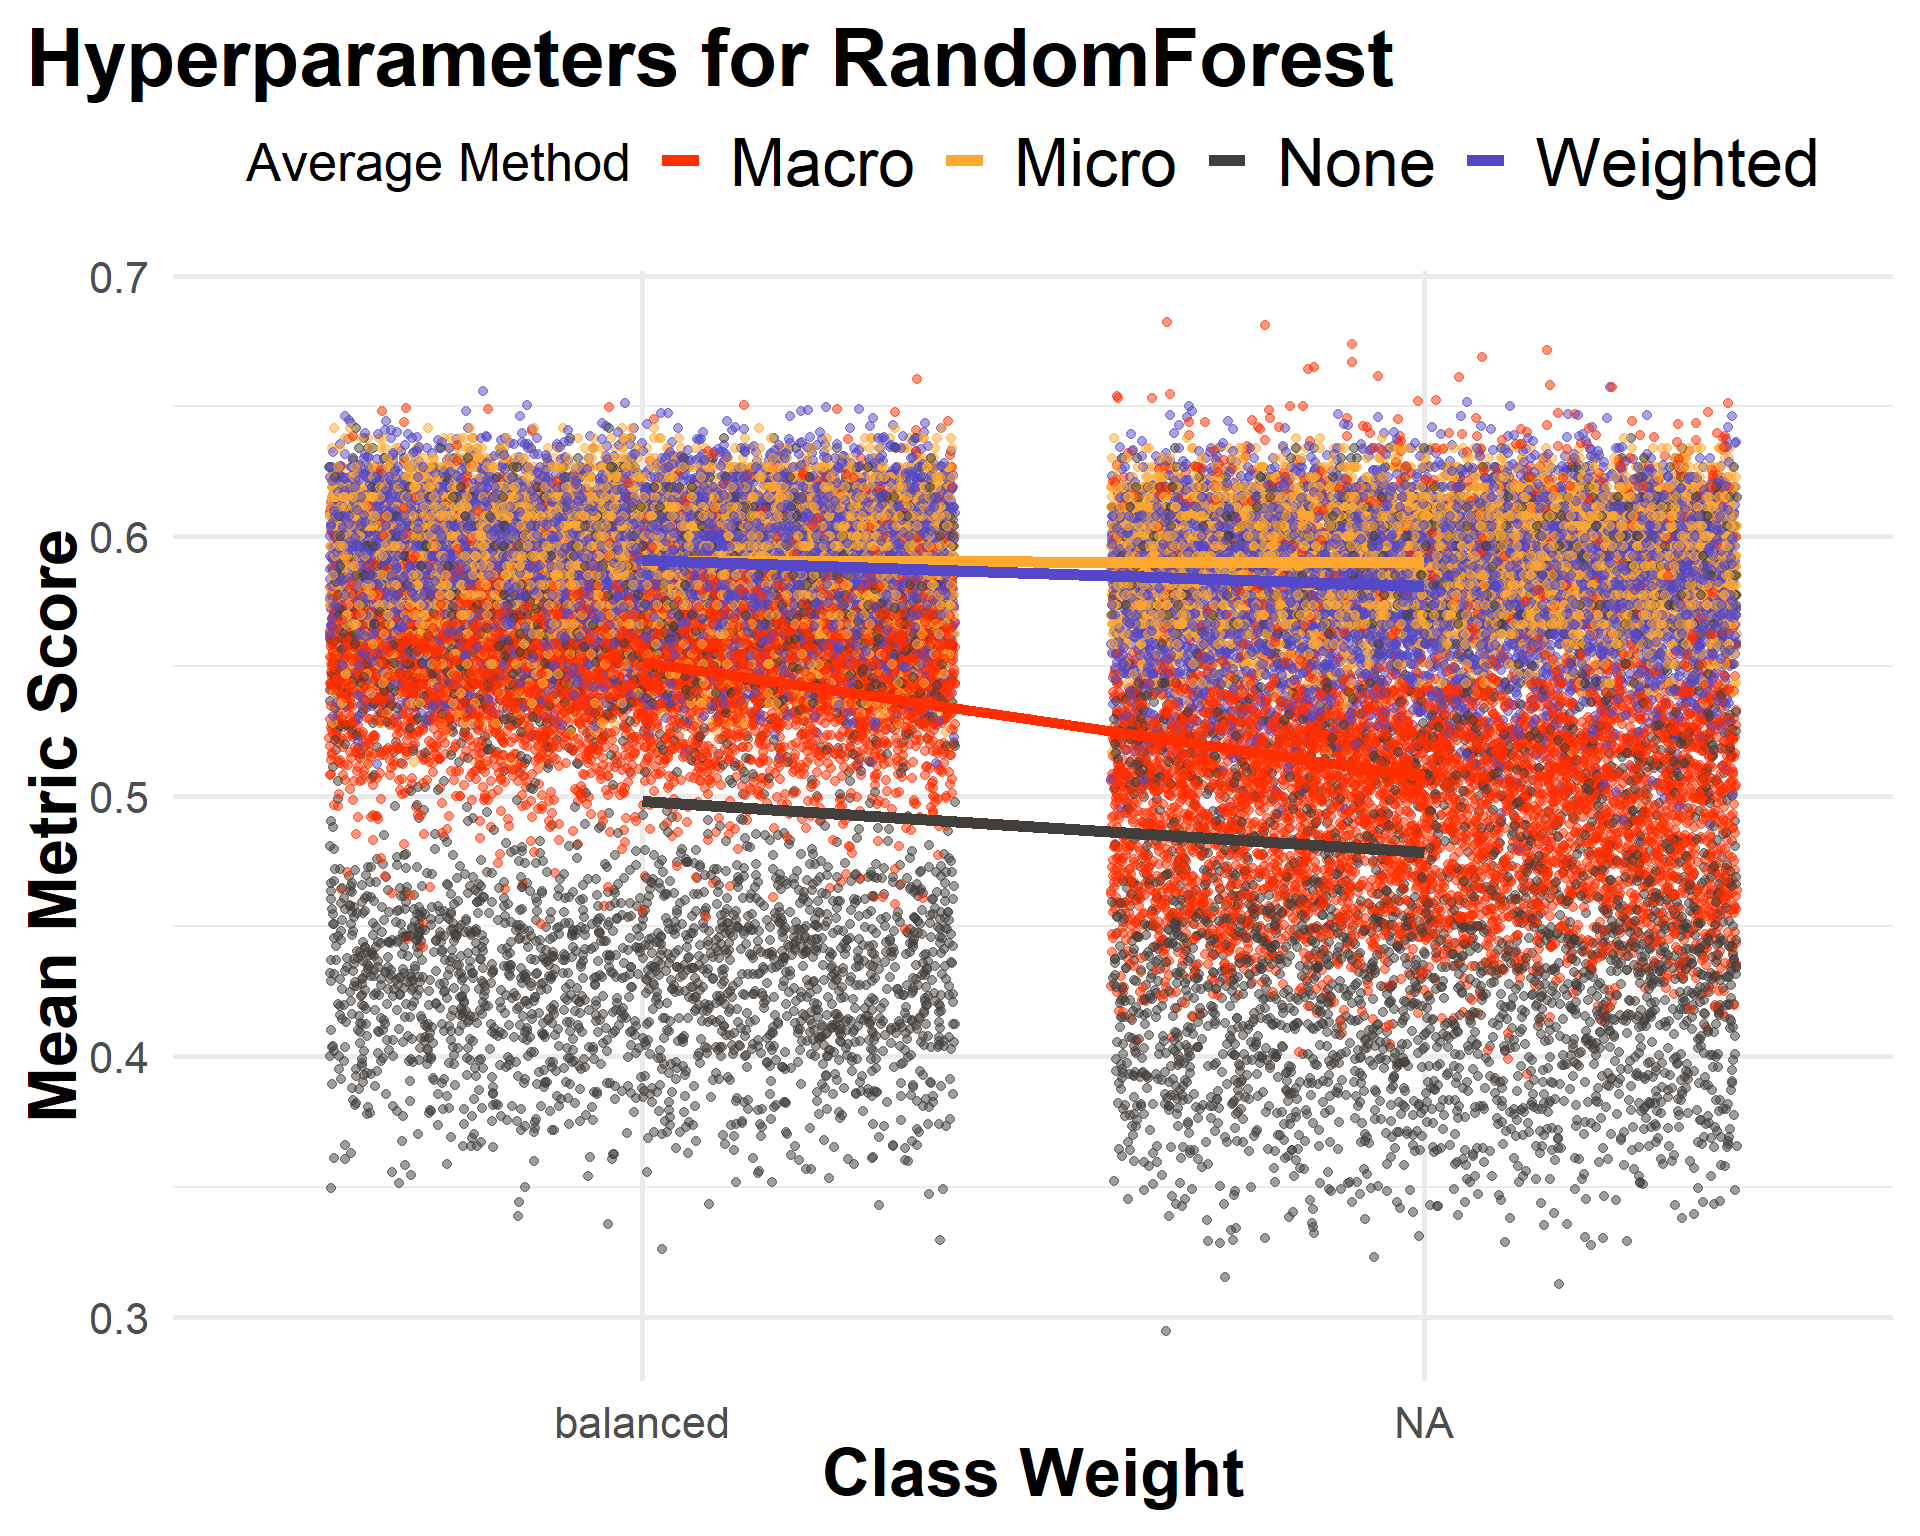 Hyperparameters for RandomForest
Average Method Macro Micro None Weighted
0.7
0.6
0.5
0.4
0.3
Mean Metric Score
balanced NA
Class Weight